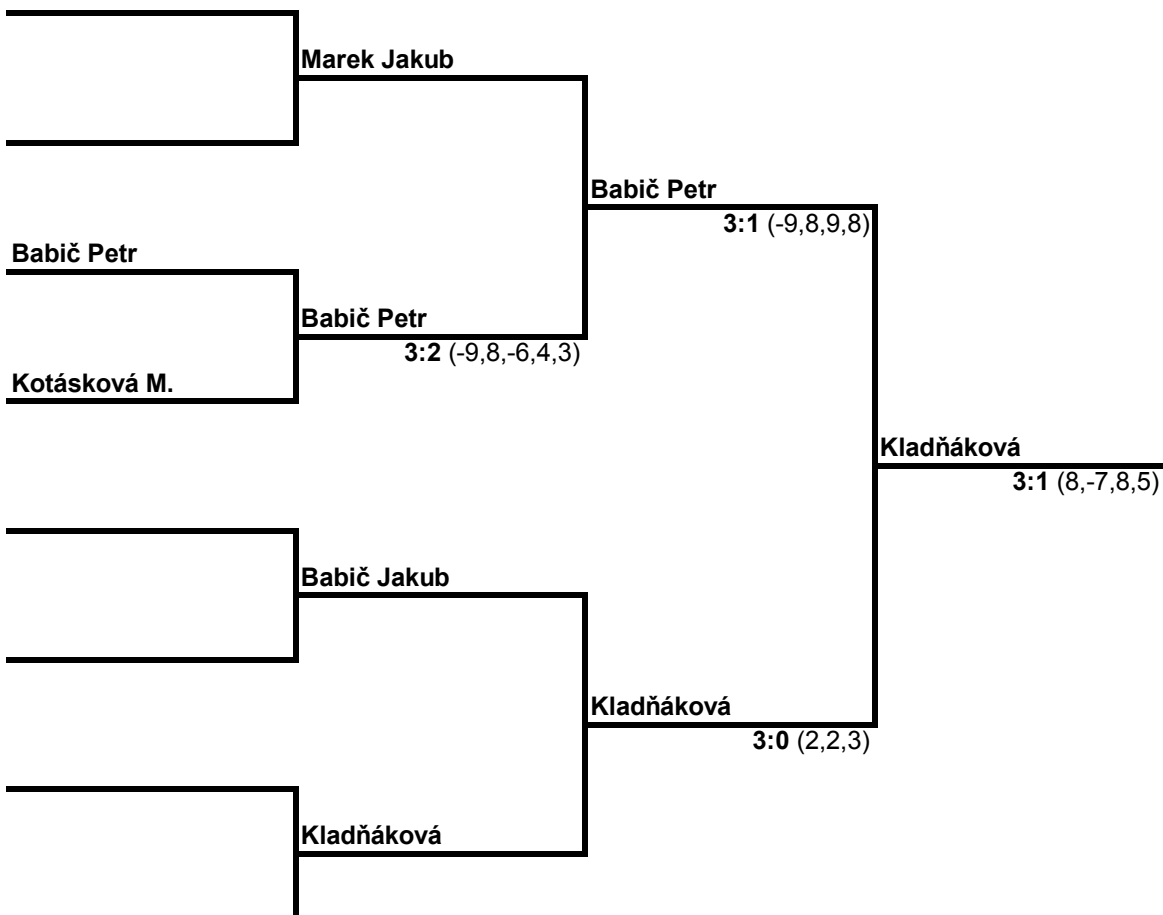 Marek Jakub
Babič Petr
3:1 (-9,8,9,8)
Babič Petr
Babič Petr
3:2 (-9,8,-6,4,3)
Kotásková M.
Kladňáková
3:1 (8,-7,8,5)
Babič Jakub
Kladňáková
3:0 (2,2,3)
Kladňáková